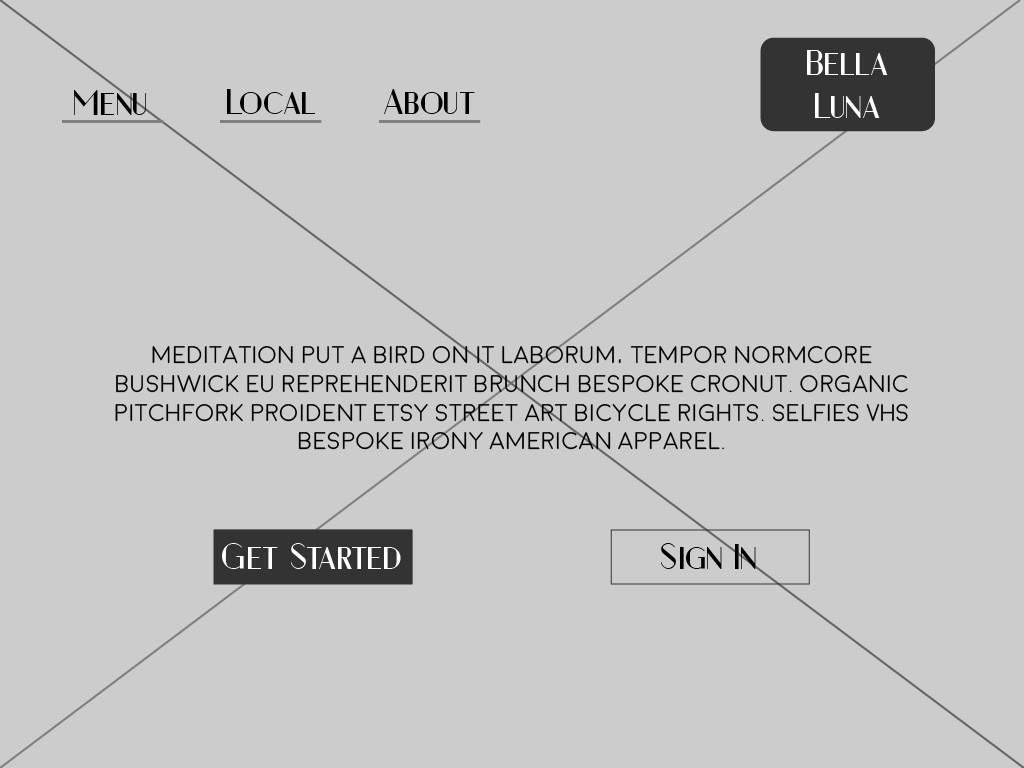 Menu
Local
About
Bella
Luna
MEDITATION PUT A BIRD ON IT LABORUM. TEMPOR NORMCORE
BUSHWICK EU REPREHENDERIT BRUNCH BESPOKE CRONUT. ORGANIC
PITCHFORK PROIDENT ETSY STREET ART BICYCLE RIGHTS. SELFIES VHS
BESPOKE IRONY AMERICAN APPAREL.
Get Started
Sign In